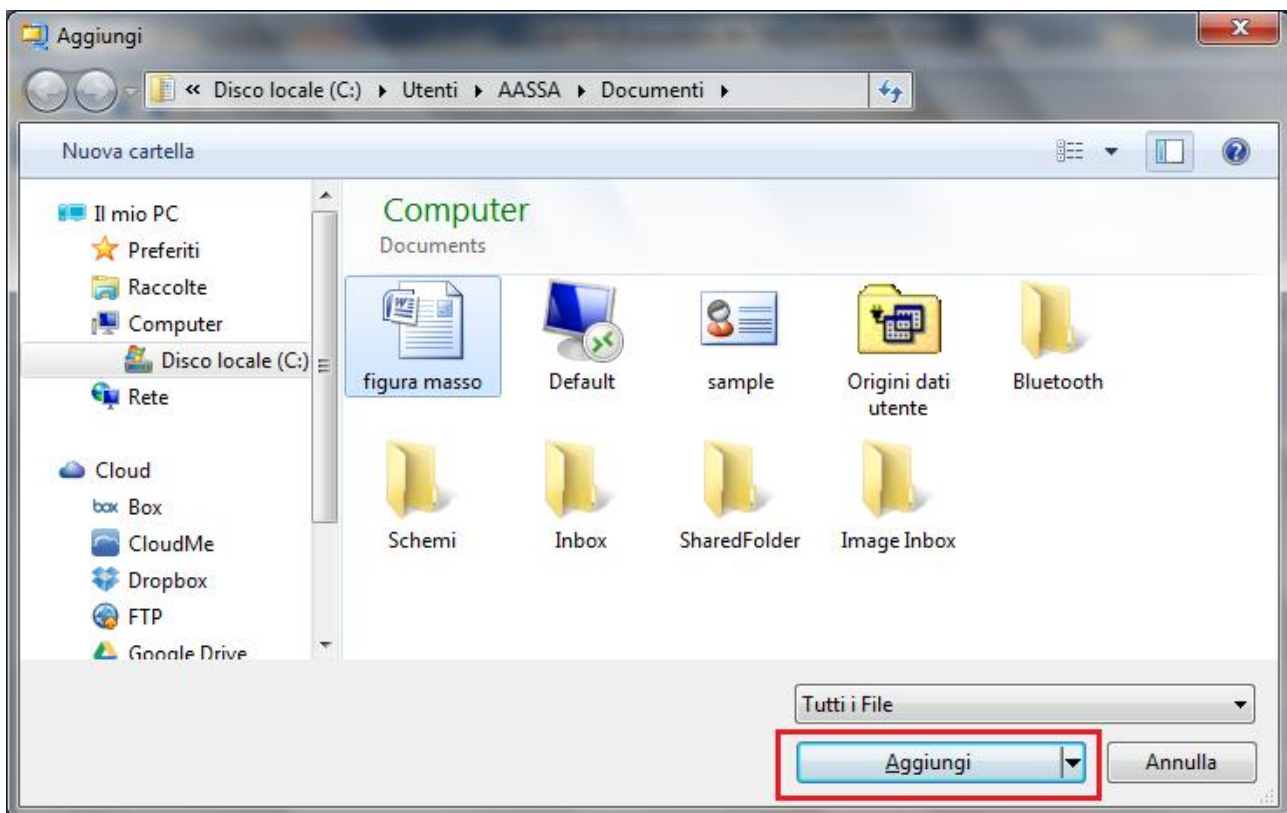 Aggiungi
« Disco locale (C:) Utenti AASSA Documenti
Nuova cartella
Il mio PC
Preferiti
Raccolte
Computer
Disco locale (C:)
Rete
Cloud
box Box
CloudMe
Dropbox
FTP
Google Drive
Computer
Documents
figura masso
Default
sample
Origini dati
utente
Bluetooth
Schemi
Inbox
SharedFolder
Image Inbox
Tutti i File
Aggiungi
Annulla